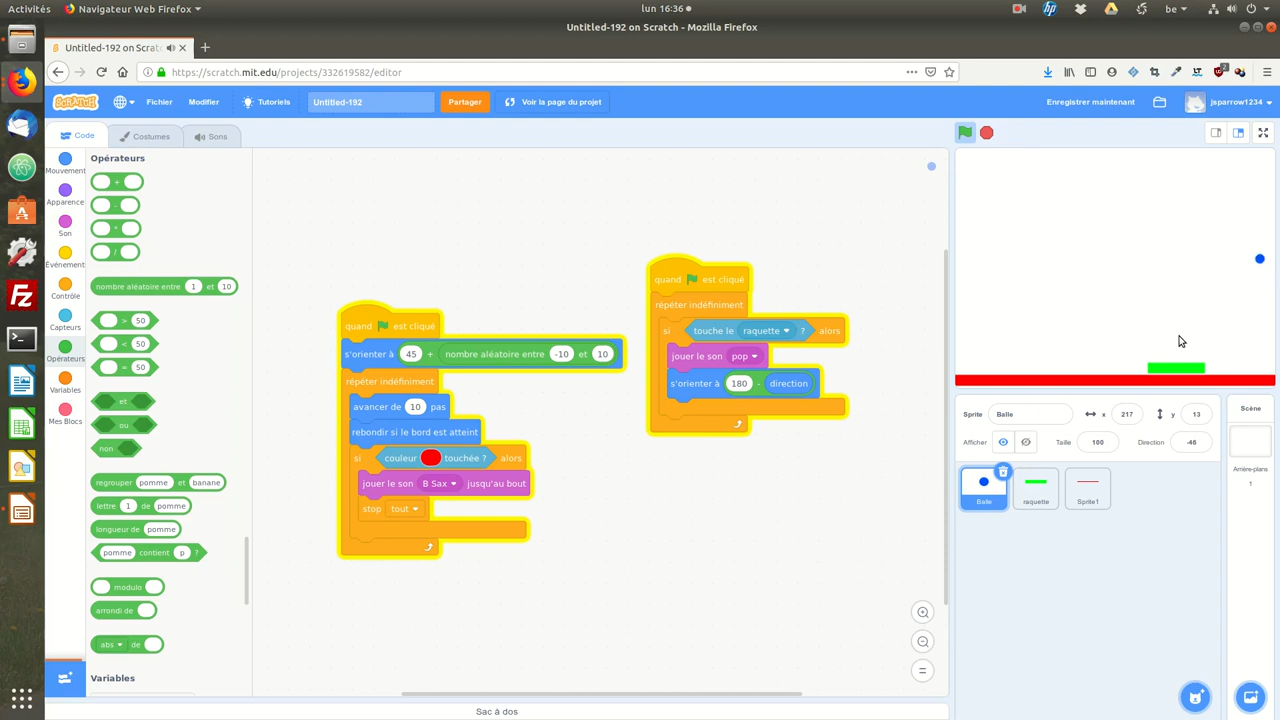 Activités
Navigateur Web Firefox
lun 16:36
be
Untitled-192 on Scratch - Mozilla Firefox
Untitled-192 on Scratc
https://scratch.mit.edu/projects/332619582/editor
SCRATCH
Fichier
Modifier
Tutoriels
Untitled-192
Partager
Voir la page du projet
Enregistrer maintenant
jsparrow1234
Code
Costumes
Sons
Mouvement
Apparence
Son
Événement
Contrôle
Capteurs
Opérateurs
Variables
Mes Blocs
Opérateurs
+
-
*
/
nombre aléatoire entre 1 et 10
> 50
< 50
= 50
et
ou
non
regrouper pomme et banane
lettre 1 de pomme
longueur de pomme
pomme contient p ?
modulo
arrondi de
abs de
Variables
quand est cliqué
s'orienter à 45 + nombre aléatoire entre -10 et 10
répéter indéfiniment
avancer de 10 pas
rebondir si le bord est atteint
si couleur touchée ? alors
jouer le son B Sax jusqu'au bout
stop tout
quand est cliqué
répéter indéfiniment
si touche le raquette ? alors
jouer le son pop
s'orienter à 180 - direction
Sprite Balle x 217 y 13
Afficher Taille 100 Direction -46
Balle
raquette
Sprite1
Scène
Arrière-plans
1
Sac à dos